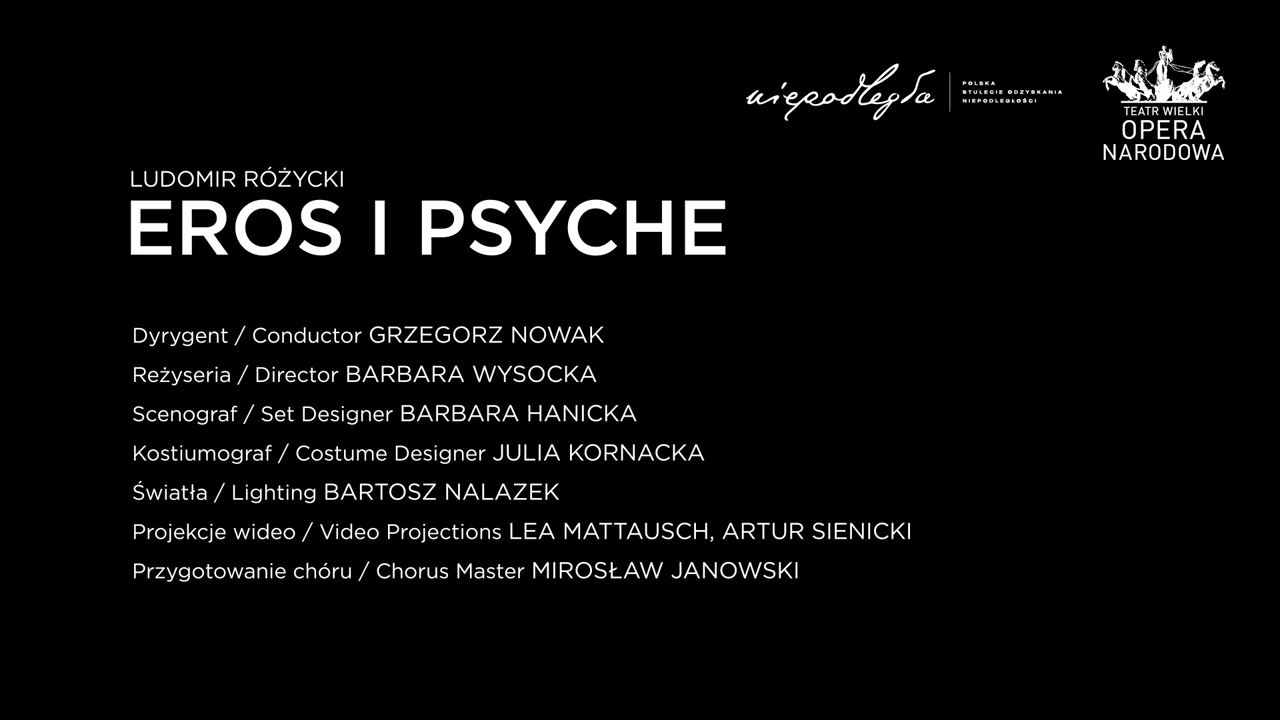 niepodległa
POLSKA
STULECIE ODZYSKANIA
NIEPODLEGŁOŚCI
TEATR WIELKI
OPERA
NARODOWA
LUDOMIR RÓŻYCKI
EROS I PSYCHE
Dyrygent / Conductor GRZEGORZ NOWAK
Reżyseria / Director BARBARA WYSOCKA
Scenograf / Set Designer BARBARA HANICKA
Kostiumograf / Costume Designer JULIA KORNACKA
Światła / Lighting BARTOSZ NALAZEK
Projekcje wideo / Video Projections LEA MATTAUSCH, ARTUR SIENICKI
Przygotowanie chóru / Chorus Master MIROSŁAW JANOWSKI